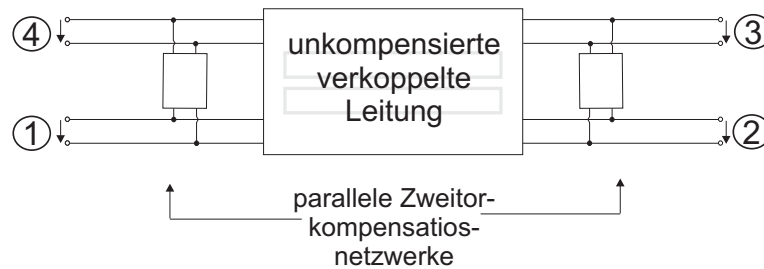 4
3
unkompensierte
verkoppelte
Leitung
1
2
parallele Zweitor-
kompensatios-
netzwerke